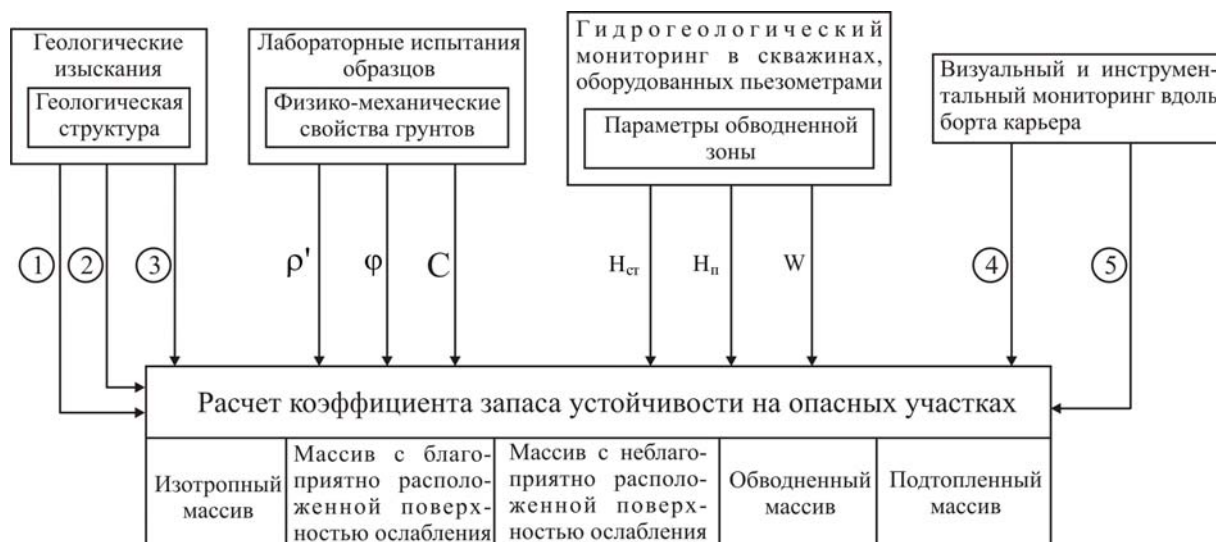 Геологические
изыскания
Геологическая
структура
Лабораторные испытания
образцов
Физико-механические
свойства грунтов
Гидрогеологический
мониторинг в скважинах,
оборудованных пьезометрами
Параметры обводненной
зоны
Визуальный и инструмен-
тальный мониторинг вдоль
борта карьера
1
2
3
ρ'
φ
C
Hст
Hп
W
4
5
Расчет коэффициента запаса устойчивости на опасных участках
Изотропный
массив
Массив с благо-
приятно располо-
женной поверх-
ностью ослабления
Массив с неблаго-
приятно располо-
женной поверх-
ностью ослабления
Обводненный
массив
Подтопленный
массив